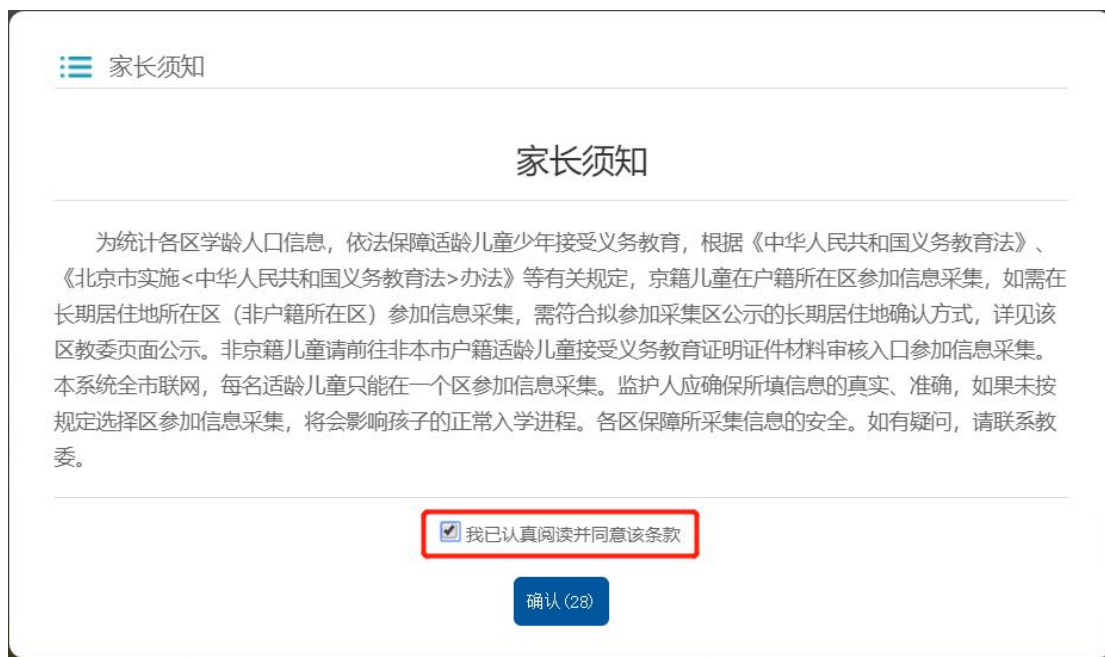 家长须知
家长须知
为统计各区学龄人口信息，依法保障适龄儿童少年接受义务教育，根据《中华人民共和国义务教育法》、
《北京市实施<中华人民共和国义务教育法>办法》等有关规定，京籍儿童在户籍所在区参加信息采集，如需在
长期居住地所在区（非户籍所在区）参加信息采集，需符合拟参加采集区公示的长期居住地确认方式，详见该
区教委页面公示。非京籍儿童请前往非本市户籍适龄儿童接受义务教育证明证件材料审核入口参加信息采集。
本系统全市联网，每名适龄儿童只能在一个区参加信息采集。监护人应确保所填信息的真实、准确，如果未按
规定选择区参加信息采集，将会影响孩子的正常入学进程。各区保障所采集信息的安全。如有疑问，请联系教
委。
我已认真阅读并同意该条款
确认(28)